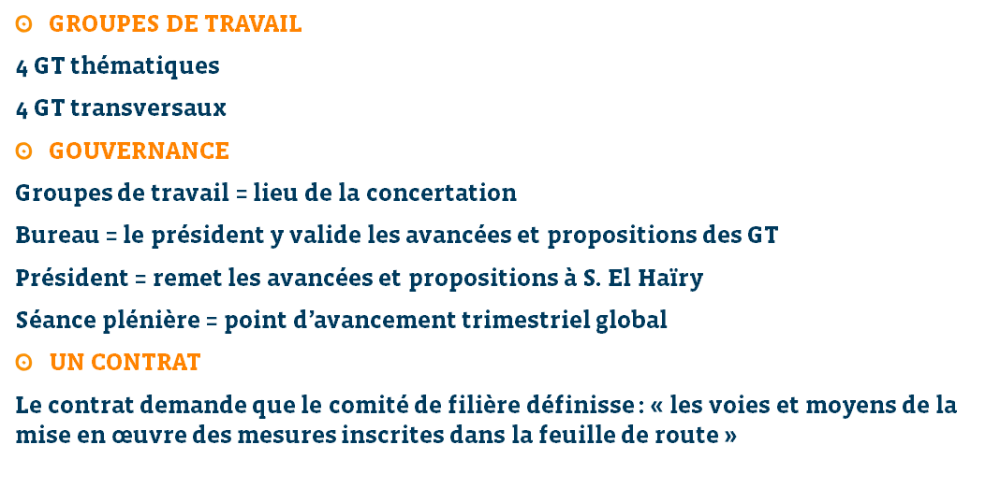 ⊙ GROUPES DE TRAVAIL
4 GT thématiques
4 GT transversaux
⊙ GOUVERNANCE
Groupes de travail = lieu de la concertation
Bureau = le président y valide les avancées et propositions des GT
Président = remet les avancées et propositions à S. El Haïry
Séance plénière = point d’avancement trimestriel global
⊙ UN CONTRAT
Le contrat demande que le comité de filière définisse : « les voies et moyens de la
mise en œuvre des mesures inscrites dans la feuille de route »